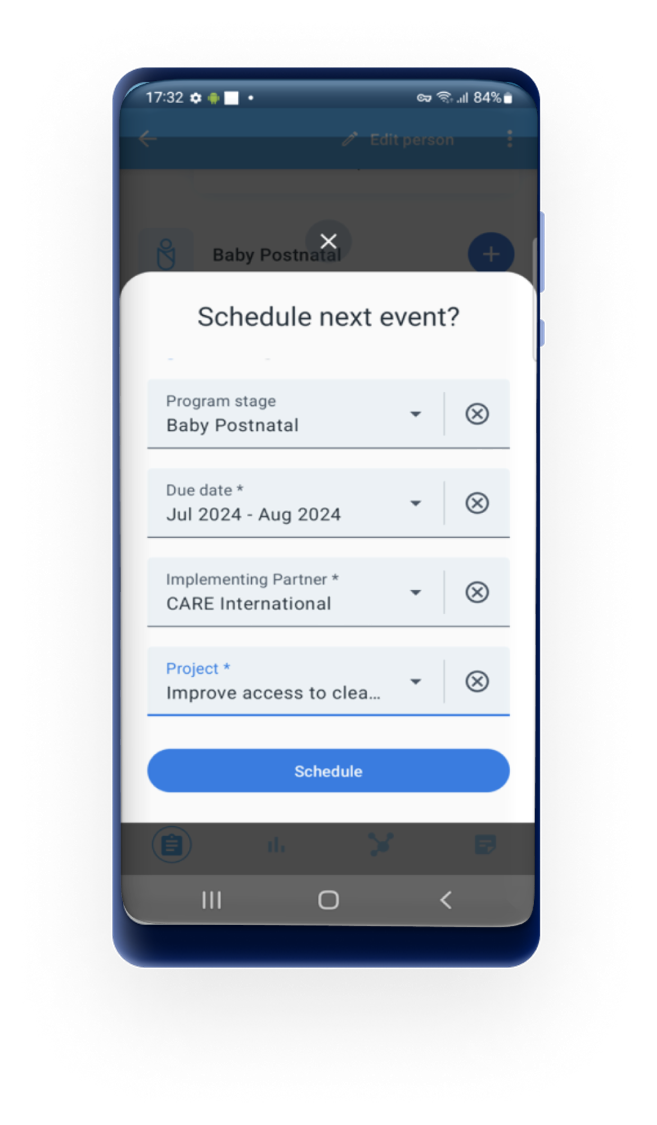 17:32
84%
Edit person
Baby Postnatal
Schedule next event?
Program stage
Baby Postnatal
Due date *
Jul 2024 - Aug 2024
Implementing Partner *
CARE International
Project *
Improve access to clea...
Schedule